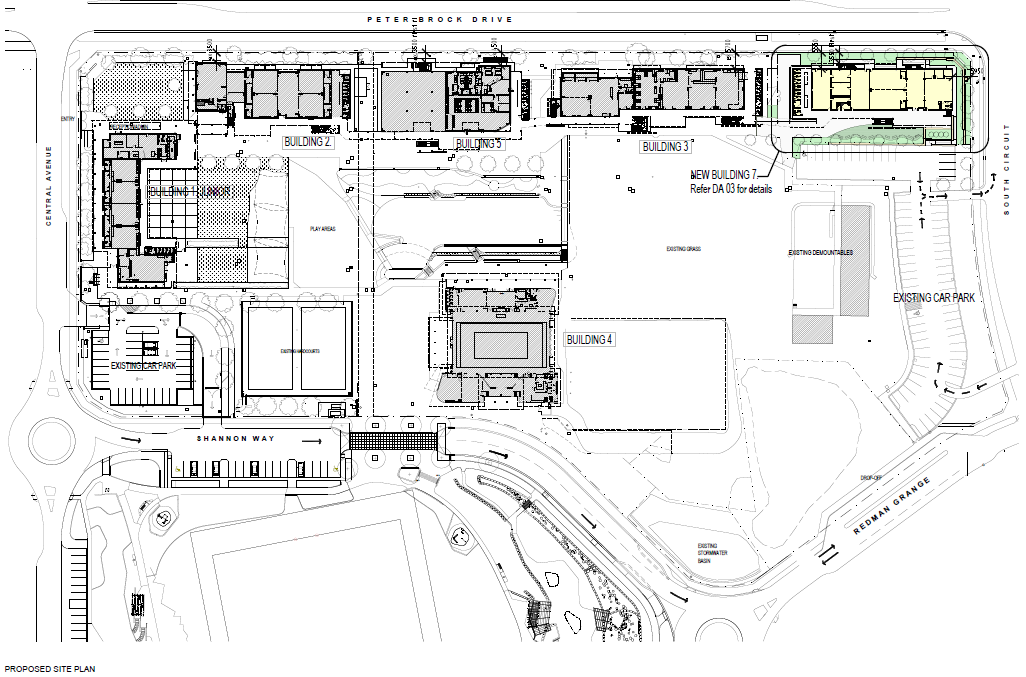 PETER BROCK DRIVE
ENTRY
BUILDING 2.
BUILDING 5
BUILDING 3
NEW BUILDING 7.
Refer DA 03 for details
SOUTH CIRCUIT
CENTRAL AVENUE
BUILDING 1 JUNIOR
PLAY AREAS
EXISTING GRASS
EXISTING DEMOUNTABLES
EXISTING CAR PARK
BUILDING 4
EXISTING HARDCOURTS
EXISTING CAR PARK
SHANNON WAY
DROP-OFF
REDMAN GRANGE
EXISTING
STORMWATER
BASIN
PROPOSED SITE PLAN